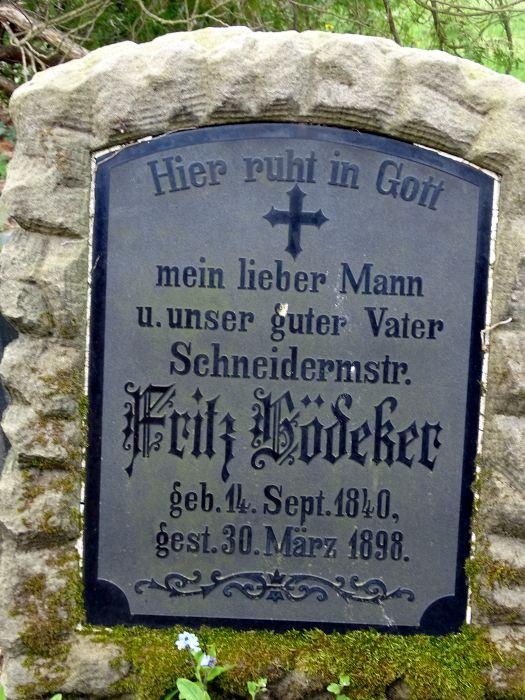 Hier ruht in Gott
mein lieber Mann
u. unser guter Vater
Schneidermstr.
Fritz Gödeker
geb. 14. Sept. 1840,
gest. 30. März 1898.